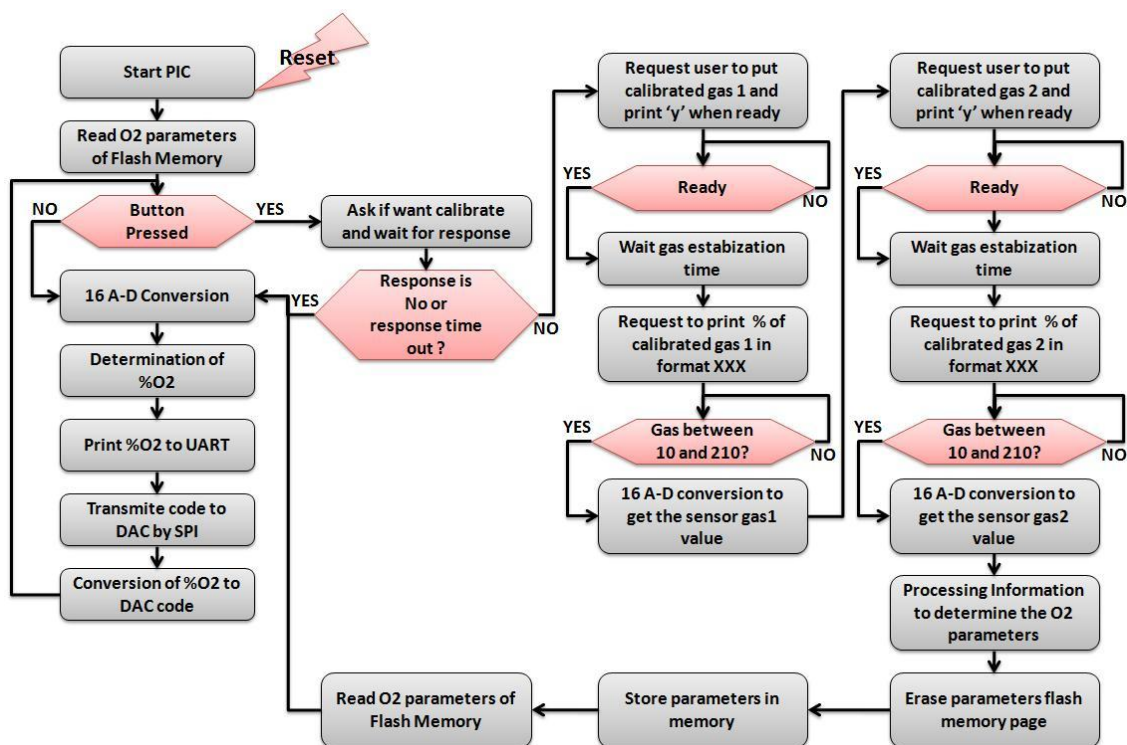 Reset
Start PIC
Read O2 parameters
of Flash Memory
NO
Button
Pressed
YES
Ask if want calibrate
and wait for response
16 A-D Conversion
YES
Response is
No or
response time
out ?
NO
Determination of
%O2
Print %O2 to UART
Transmite code to
DAC by SPI
Conversion of %O2 to
DAC code
Request user to put
calibrated gas 1 and
print ‘y’ when ready
YES
Ready
NO
Wait gas estabization
time
Request to print % of
calibrated gas 1 in
format XXX
YES
Gas between
10 and 210?
NO
16 A-D conversion to
get the sensor gas1
value
Request user to put
calibrated gas 2 and
print ‘y’ when ready
YES
Ready
NO
Wait gas estabization
time
Request to print % of
calibrated gas 2 in
format XXX
YES
Gas between
10 and 210?
NO
16 A-D conversion to
get the sensor gas2
value
Processing Information
to determine the O2
parameters
Erase parameters flash
memory page
Store parameters in
memory
Read O2 parameters of
Flash Memory